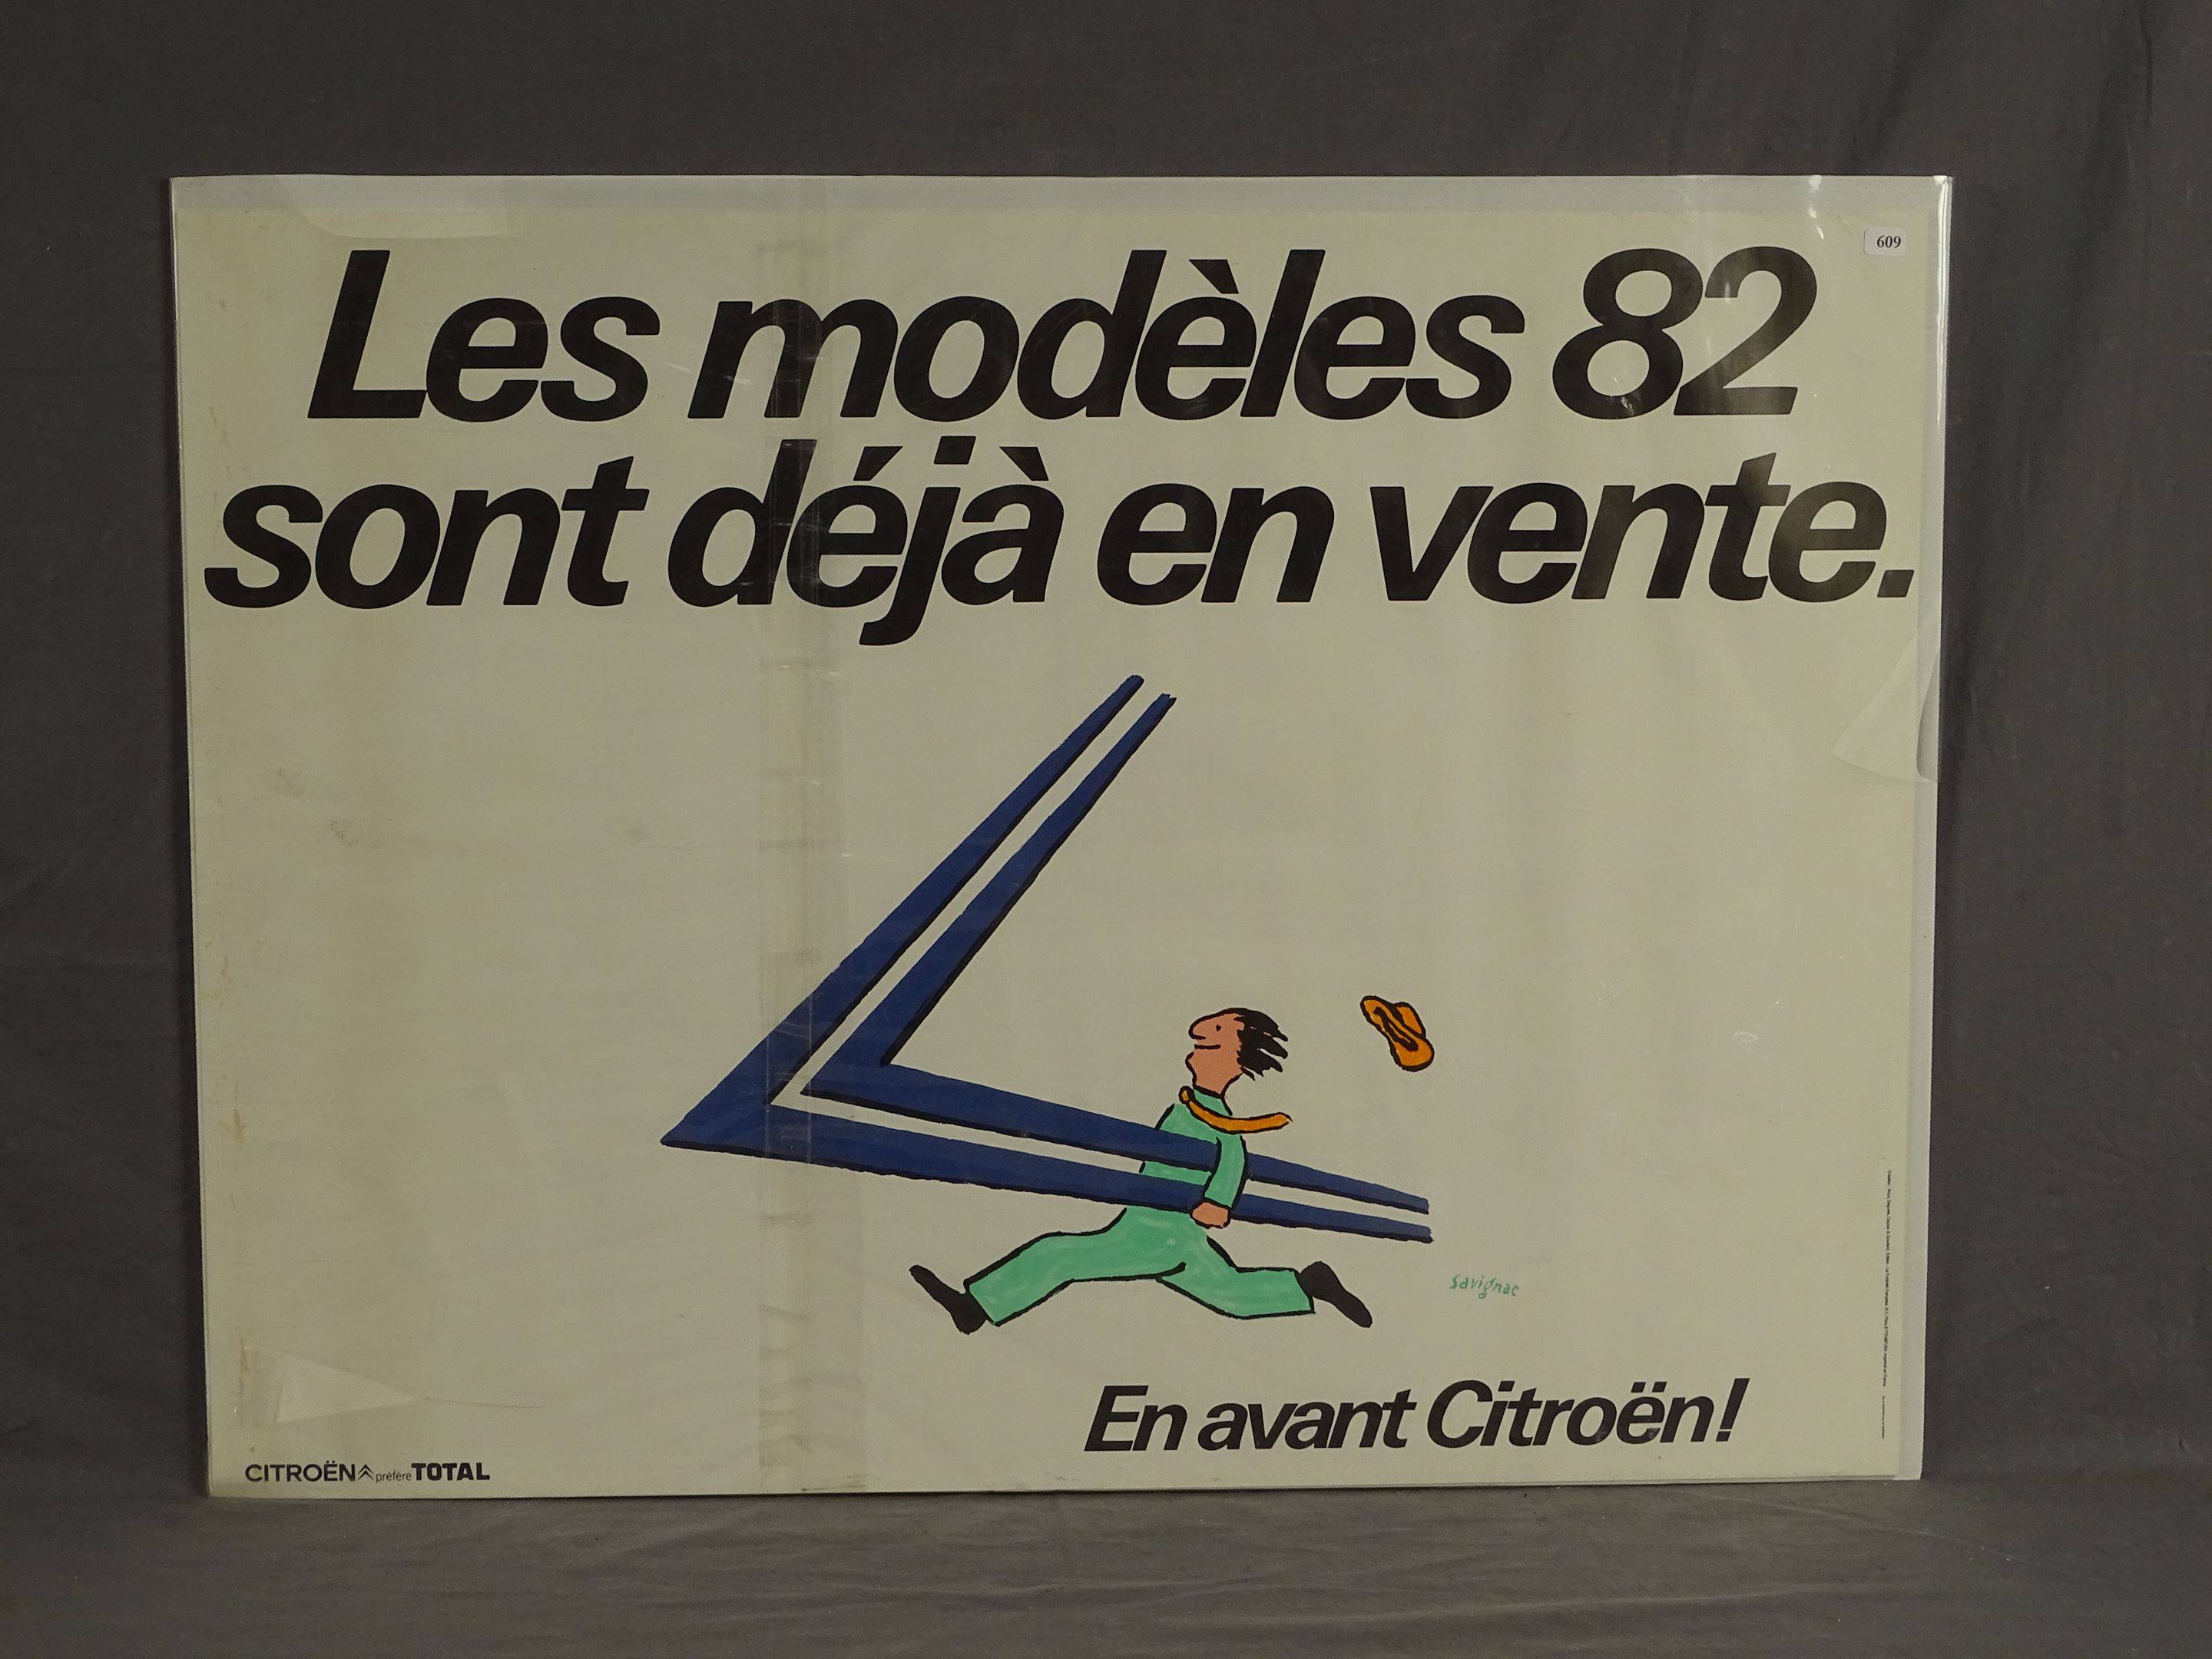 609
Les modèles 82
sont déjà en vente.
savignac
En avant Citroën!
CITROËN préfère TOTAL